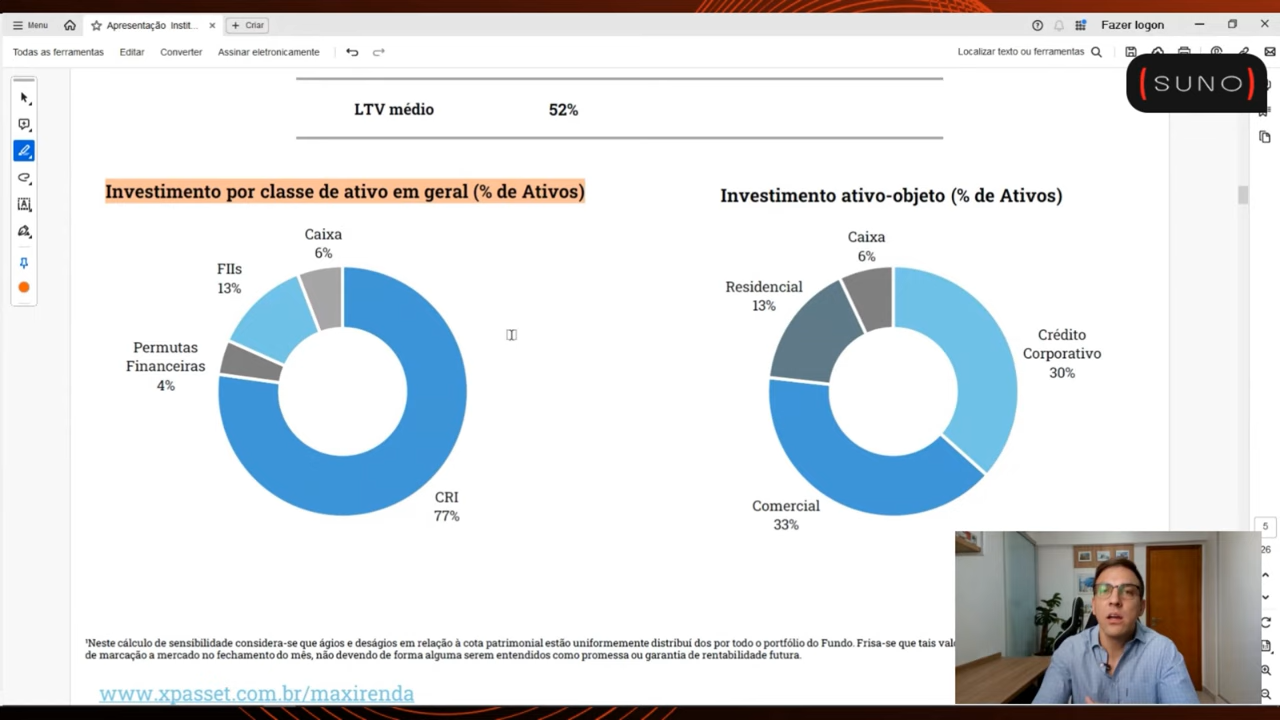 Menu
Apresentação Instit...
Criar
Fazer logon
Todas as ferramentas
Editar
Converter
Assinar eletronicamente
Localizar texto ou ferramentas
(SUNO)
LTV médio 52%
Investimento por classe de ativo em geral (% de Ativos)
Caixa
6%
FIIs
13%
Permutas
Financeiras
4%
CRI
77%
Investimento ativo-objeto (% de Ativos)
Caixa
6%
Residencial
13%
Crédito
Corporativo
30%
Comercial
33%
5
26
¹Neste cálculo de sensibilidade considera-se que ágios e deságios em relação à cota patrimonial estão uniformemente distribuí dos por todo o portfólio do Fundo. Frisa-se que tais
de marcação a mercado no fechamento do mês, não devendo de forma alguma serem entendidos como promessa ou garantia de rentabilidade futura.
www.xpasset.com.br/maxirenda